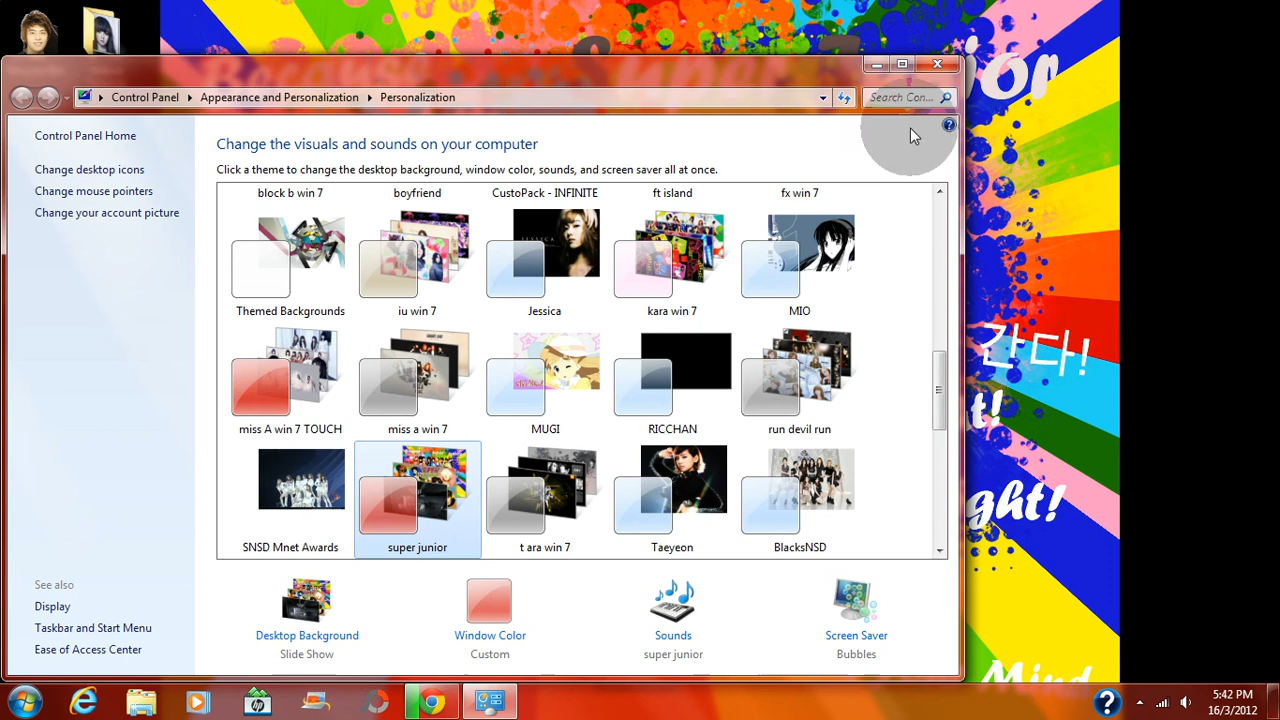 ior
Control Panel Appearance and Personalization Personalization
Search Con...
Control Panel Home
Change desktop icons
Change mouse pointers
Change your account picture
Change the visuals and sounds on your computer
Click a theme to change the desktop background, window color, sounds, and screen saver all at once.
block b win 7 boyfriend CustoPack - INFINITE ft island fx win 7
JESSICA
Themed Backgrounds iu win 7 Jessica kara win 7 MIO
miss A win 7 TOUCH miss a win 7 MUGI RICCHAN run devil run
SNSD Mnet Awards super junior t ara win 7 Taeyeon BlacksNSD
간다!
t!
ght!
Mind
See also
Display
Taskbar and Start Menu
Ease of Access Center
Desktop Background Window Color Sounds Screen Saver
Slide Show Custom super junior Bubbles
hp
5:42 PM
16/3/2012